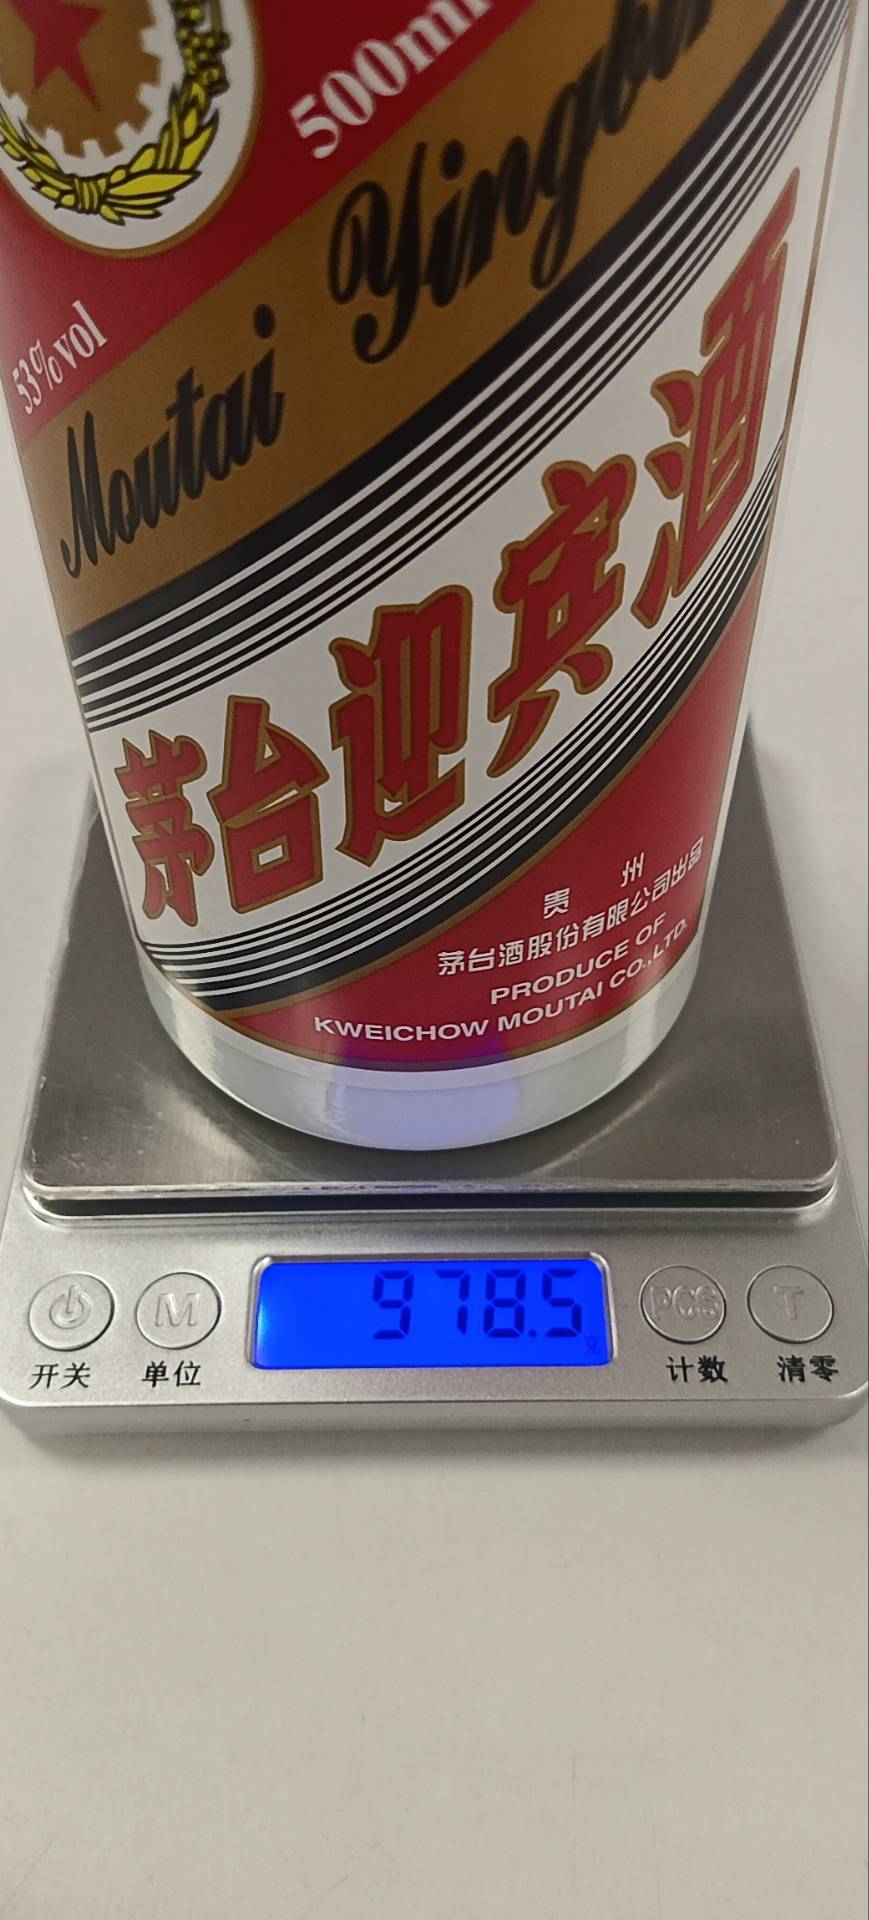 500ml
53%vol
Moutai Yingbin
茅台迎宾酒
贵 州
茅台酒股份有限公司出品
PRODUCE OF
KWEICHOW MOUTAI CO.,LTD.
978.5
克
M
PCS
T
开关
单位
计数
清零